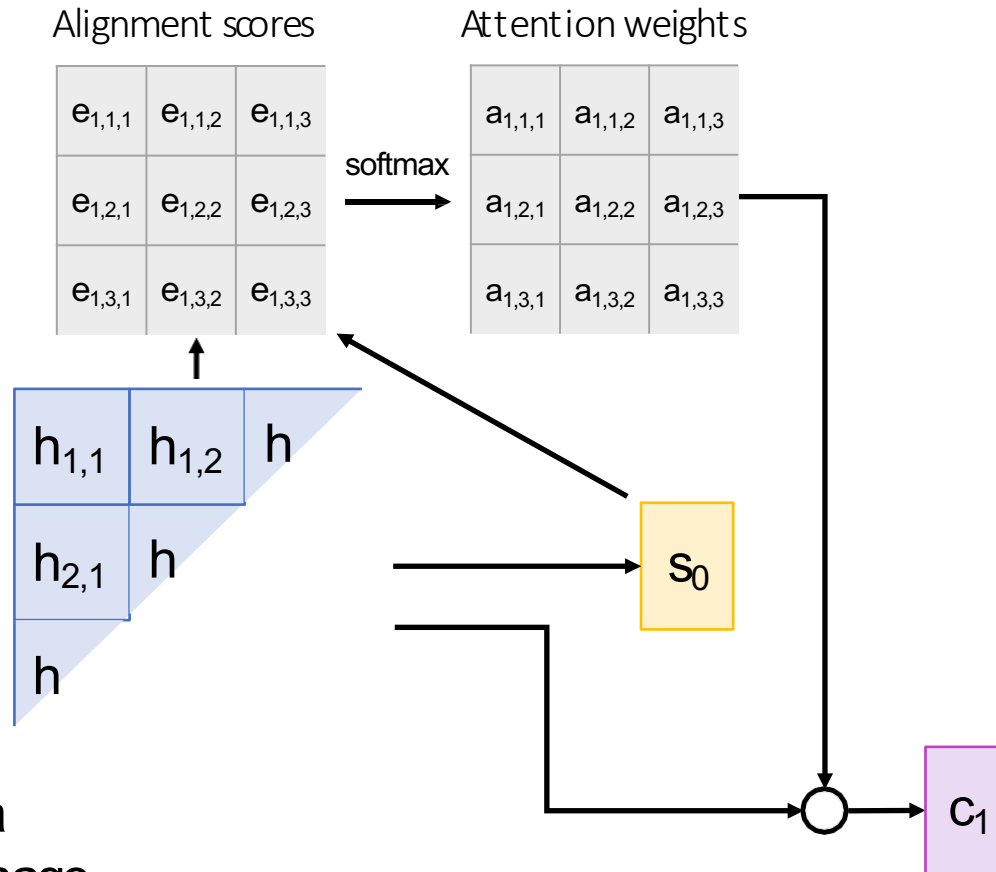 Alignment scores
Attention weights
e1,1,1 e1,1,2 e1,1,3
e1,2,1 e1,2,2 e1,2,3
e1,3,1 e1,3,2 e1,3,3
softmax
a1,1,1 a1,1,2 a1,1,3
a1,2,1 a1,2,2 a1,2,3
a1,3,1 a1,3,2 a1,3,3
h1,1 h1,2 h
h2,1 h
h
s0
c1